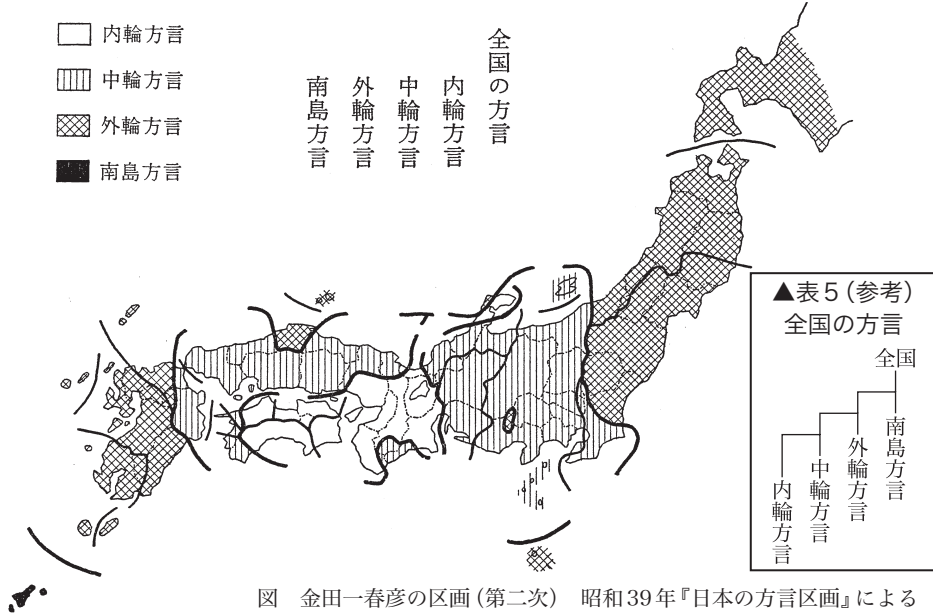 内輪方言
中輪方言
外輪方言
南島方言
全国の方言
内輪方言
中輪方言
外輪方言
南島方言
▲表5(参考)
全国の方言
全国
南島方言
外輪方言
中輪方言
内輪方言
図 金田一春彦の区画(第二次) 昭和39年『日本の方言区画』による